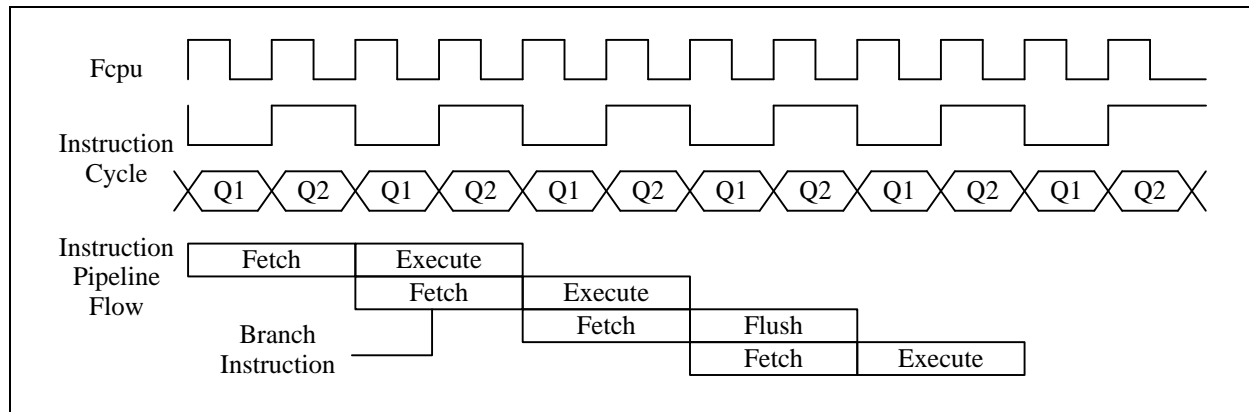 Fcpu
Instruction
Cycle
Q1 Q2 Q1 Q2 Q1 Q2 Q1 Q2 Q1 Q2 Q1 Q2
Instruction
Pipeline
Flow
Fetch Execute
Fetch Execute
Fetch Flush
Fetch Execute
Branch
Instruction